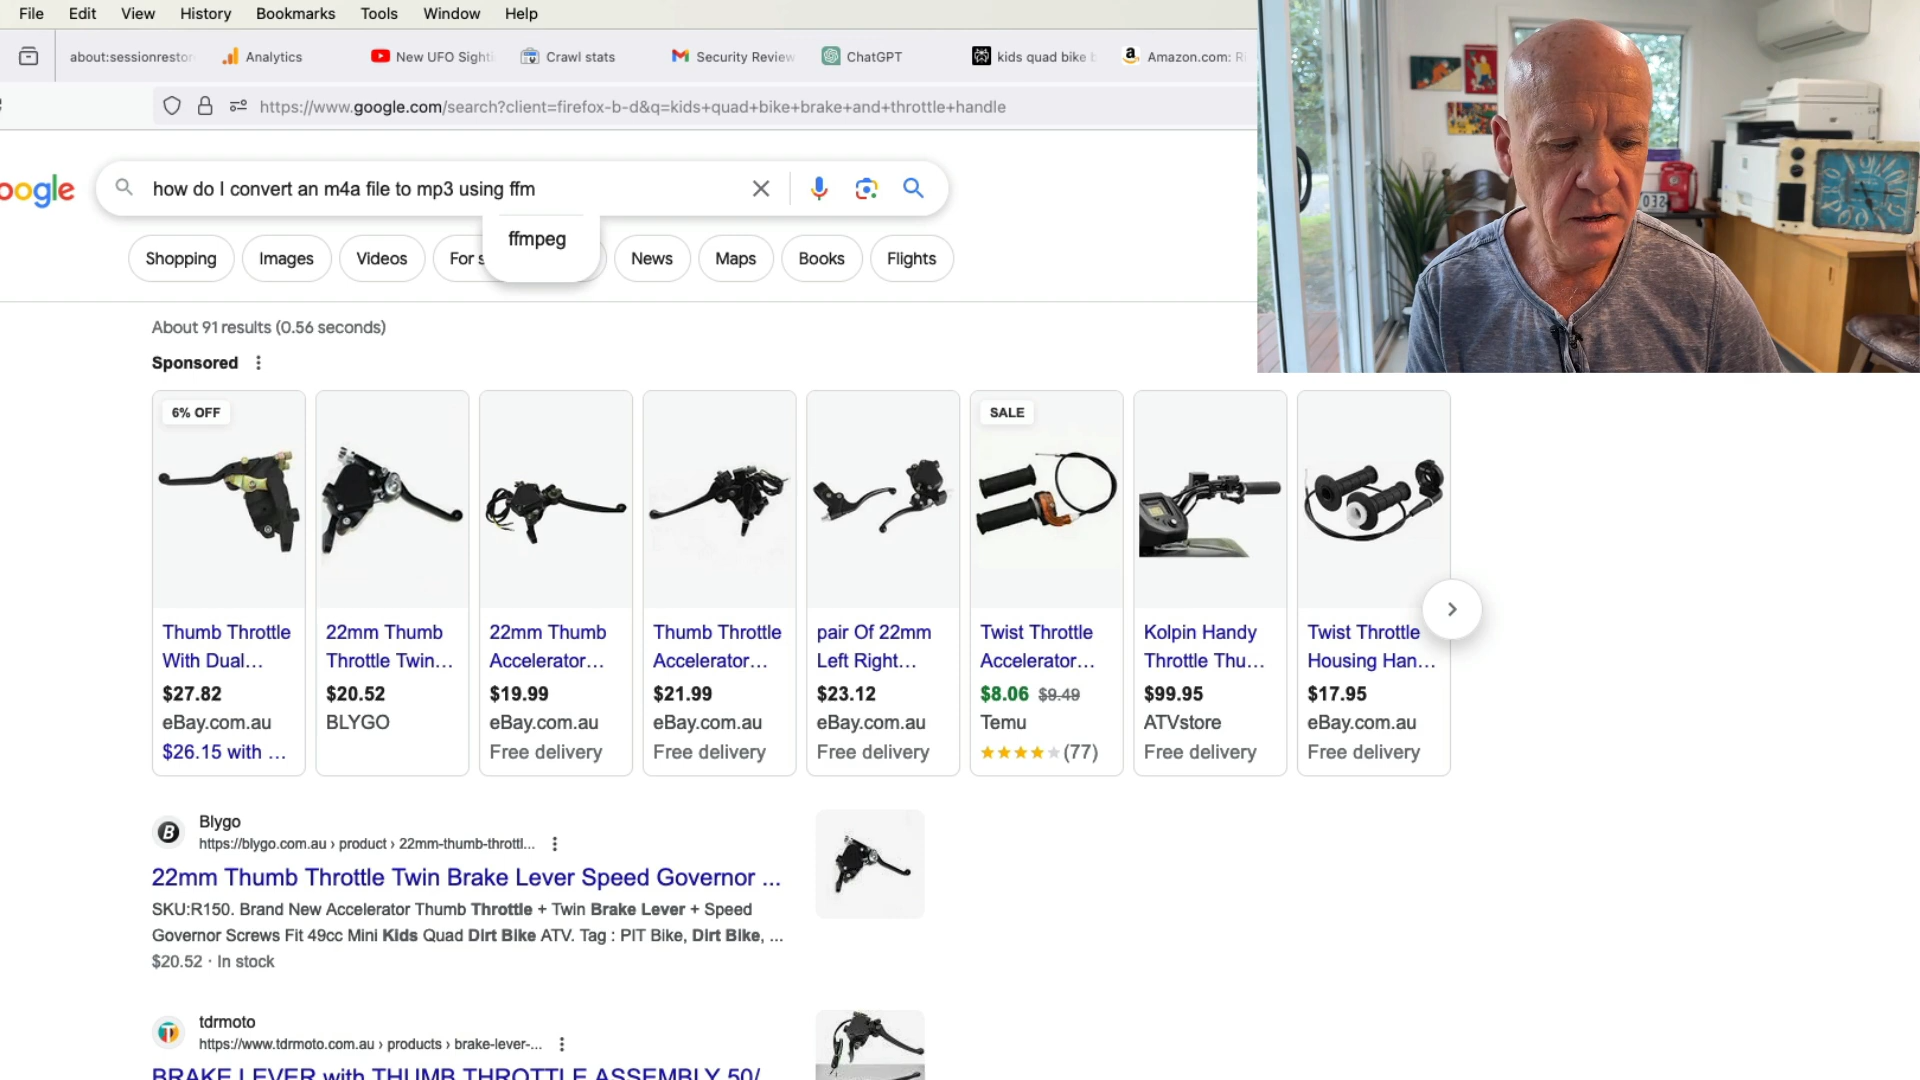 File Edit View History Bookmarks Tools Window Help
about:sessionrestor Analytics New UFO Sighti Crawl stats Security Review ChatGPT kids quad bike b Amazon.com: R
https://www.google.com/search?client=firefox-b-d&q=kids+quad+bike+brake+and+throttle+handle
oogle
how do I convert an m4a file to mp3 using ffm
ffmpeg
Shopping Images Videos For s News Maps Books Flights
About 91 results (0.56 seconds)
Sponsored
6% OFF
Thumb Throttle
With Dual...
$27.82
eBay.com.au
$26.15 with ...
22mm Thumb
Throttle Twin...
$20.52
BLYGO
22mm Thumb
Accelerator...
$19.99
eBay.com.au
Free delivery
Thumb Throttle
Accelerator...
$21.99
eBay.com.au
Free delivery
pair Of 22mm
Left Right...
$23.12
eBay.com.au
Free delivery
SALE
Twist Throttle
Accelerator...
$8.06 $9.49
Temu
(77)
Kolpin Handy
Throttle Thu...
$99.95
ATVstore
Free delivery
Twist Throttle
Housing Han...
$17.95
eBay.com.au
Free delivery
Blygo
https://blygo.com.au › product › 22mm-thumb-throttl...
22mm Thumb Throttle Twin Brake Lever Speed Governor ...
SKU:R150. Brand New Accelerator Thumb Throttle + Twin Brake Lever + Speed
Governor Screws Fit 49cc Mini Kids Quad Dirt Bike ATV. Tag : PIT Bike, Dirt Bike, ...
$20.52 · In stock
tdrmoto
https://www.tdrmoto.com.au › products › brake-lever-...
BRAKE LEVER with THUMB THROTTLE ASSEMBLY 50/